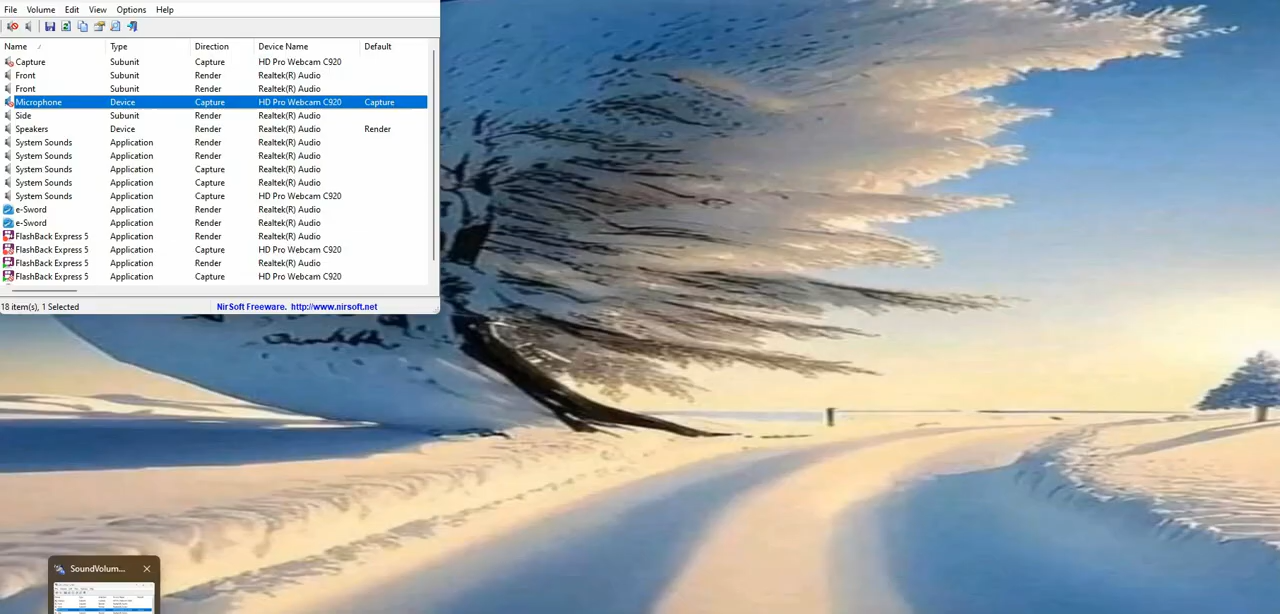 File Volume Edit View Options Help
Name Type Direction Device Name Default
Capture Subunit Capture HD Pro Webcam C920
Front Subunit Render Realtek(R) Audio
Front Subunit Render Realtek(R) Audio
Microphone Device Capture HD Pro Webcam C920 Capture
Side Subunit Render Realtek(R) Audio
Speakers Device Render Realtek(R) Audio Render
System Sounds Application Render Realtek(R) Audio
System Sounds Application Render Realtek(R) Audio
System Sounds Application Capture Realtek(R) Audio
System Sounds Application Render Realtek(R) Audio
System Sounds Application Capture HD Pro Webcam C920
e-Sword Application Render Realtek(R) Audio
e-Sword Application Render Realtek(R) Audio
FlashBack Express 5 Application Render Realtek(R) Audio
FlashBack Express 5 Application Capture HD Pro Webcam C920
FlashBack Express 5 Application Render Realtek(R) Audio
FlashBack Express 5 Application Capture HD Pro Webcam C920
18 item(s), 1 Selected NirSoft Freeware. http://www.nirsoft.net
SoundVolum...